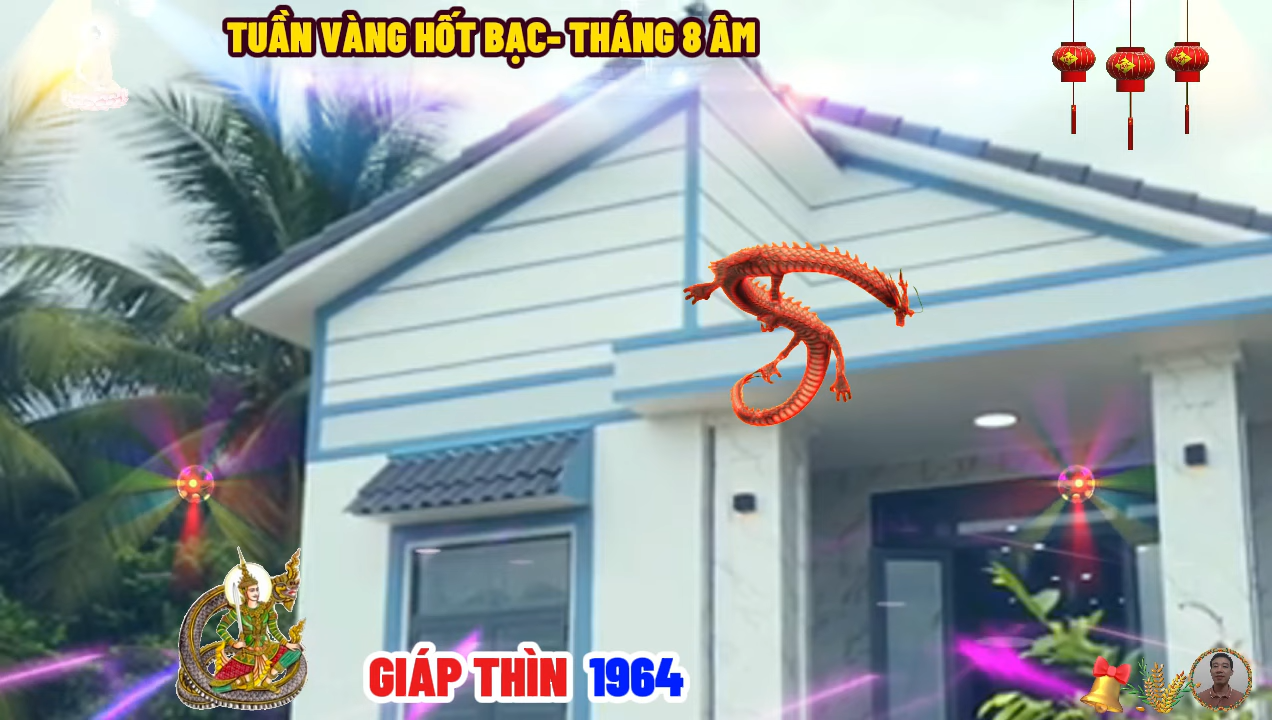 TUẦN VÀNG HỐT BẠC- THÁNG 8 ÂM
GIÁP THÌN 1964